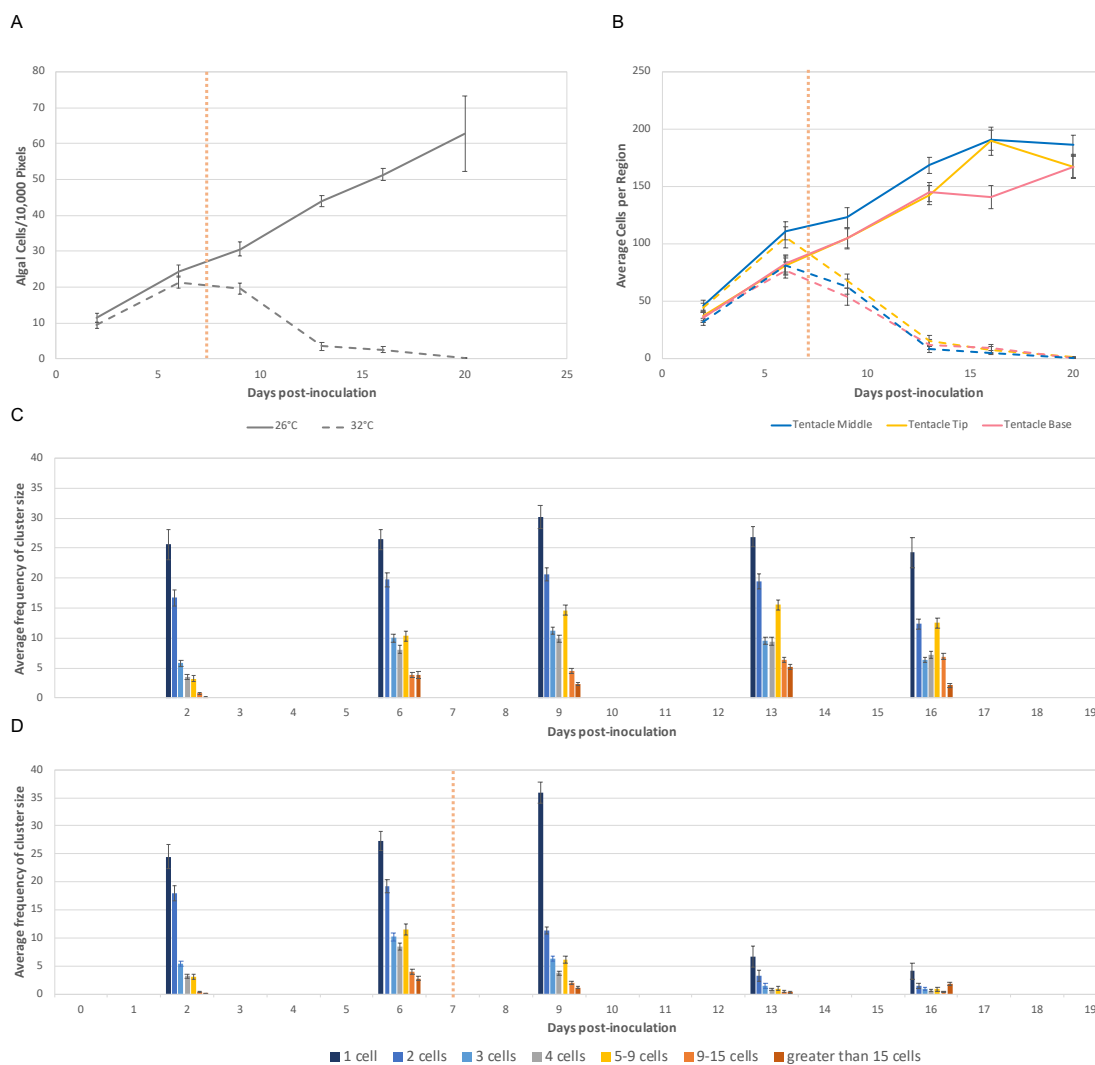 A
B
80
70
60
50
40
30
20
10
0
Algal Cells/10,000 Pixels
0 5 10 15 20 25
Days post-inoculation
26°C 32°C
250
200
150
100
50
0
Average Cells per Region
0 5 10 15 20
Days post-inoculation
Tentacle Middle Tentacle Tip Tentacle Base
C
40
35
30
25
20
15
10
5
0
Average frequency of cluster size
2 3 4 5 6 7 8 9 10 11 12 13 14 15 16 17 18 19
Days post-inoculation
D
40
35
30
25
20
15
10
5
0
Average frequency of cluster size
0 1 2 3 4 5 6 7 8 9 10 11 12 13 14 15 16 17 18 19
Days post-inoculation
1 cell 2 cells 3 cells 4 cells 5-9 cells 9-15 cells greater than 15 cells